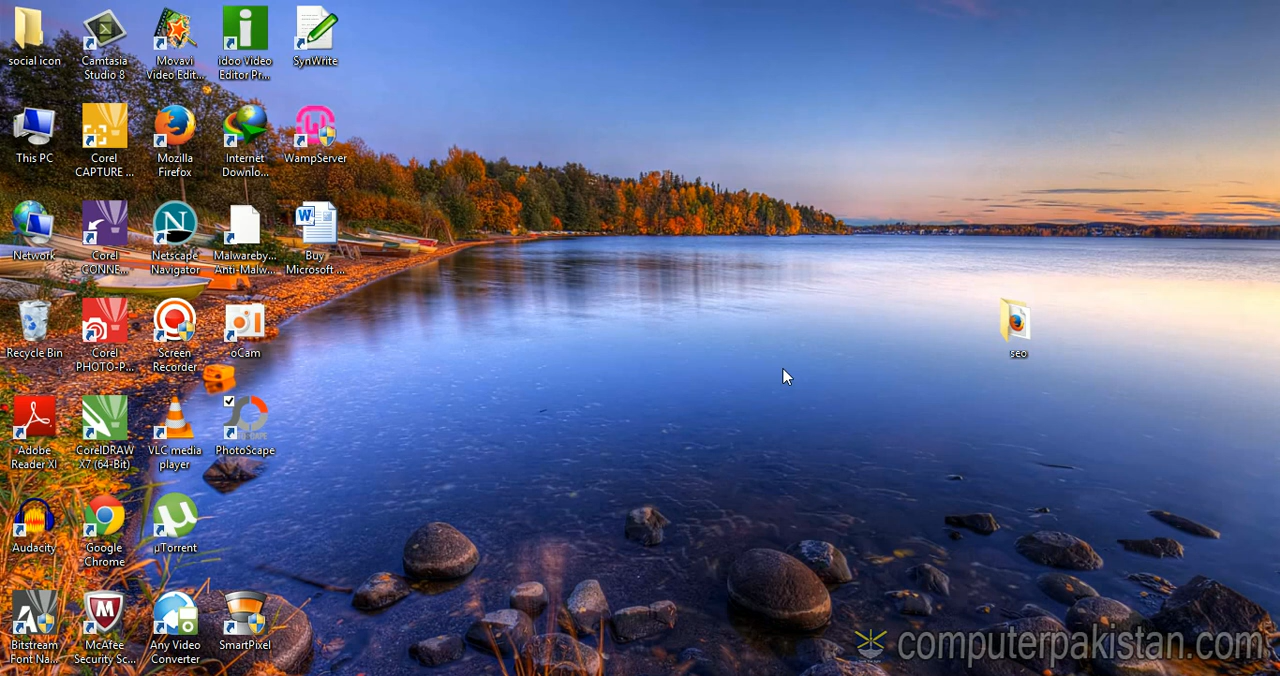 social icon
Camtasia
Studio 8
Movavi
Video Edit...
idoo Video
Editor Pr...
SynWrite
This PC
Corel
CAPTURE ...
Mozilla
Firefox
Internet
Downlo...
WampServer
Network
Corel
CONNE...
Netscape
Navigator
Malwareby...
Anti-Malw...
Buy
Microsoft ...
Recycle Bin
Corel
PHOTO-P...
Screen
Recorder
oCam
seo
Adobe
Reader XI
CorelDRAW
X7 (64-Bit)
VLC media
player
PhotoScape
Audacity
Google
Chrome
µTorrent
Bitstream
Font Na...
McAfee
Security Sc...
Any Video
Converter
SmartPixel
computerpakistan.com